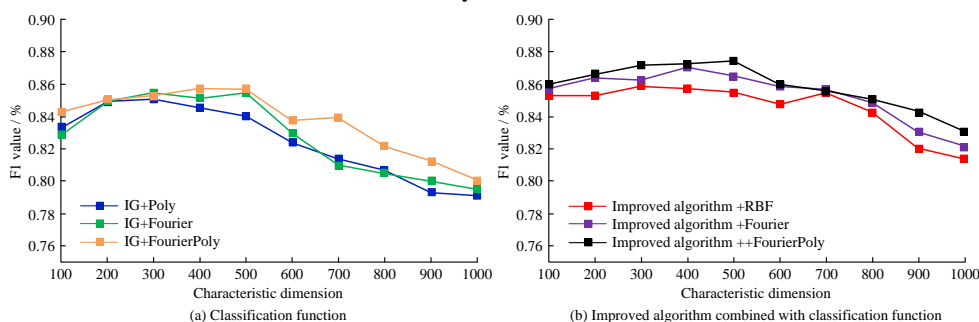 y
0.90
0.88
0.86
0.84
0.82
0.80
0.78
0.76
F1 value / %
IG+Poly
IG+Fourier
IG+FourierPoly
100 200 300 400 500 600 700 800 900 1000
Characteristic dimension
(a) Classification function
0.90
0.88
0.86
0.84
0.82
0.80
0.78
0.76
F1 value / %
Improved algorithm +RBF
Improved algorithm +Fourier
Improved algorithm ++FourierPoly
100 200 300 400 500 600 700 800 900 1000
Characteristic dimension
(b) Improved algorithm combined with classification function